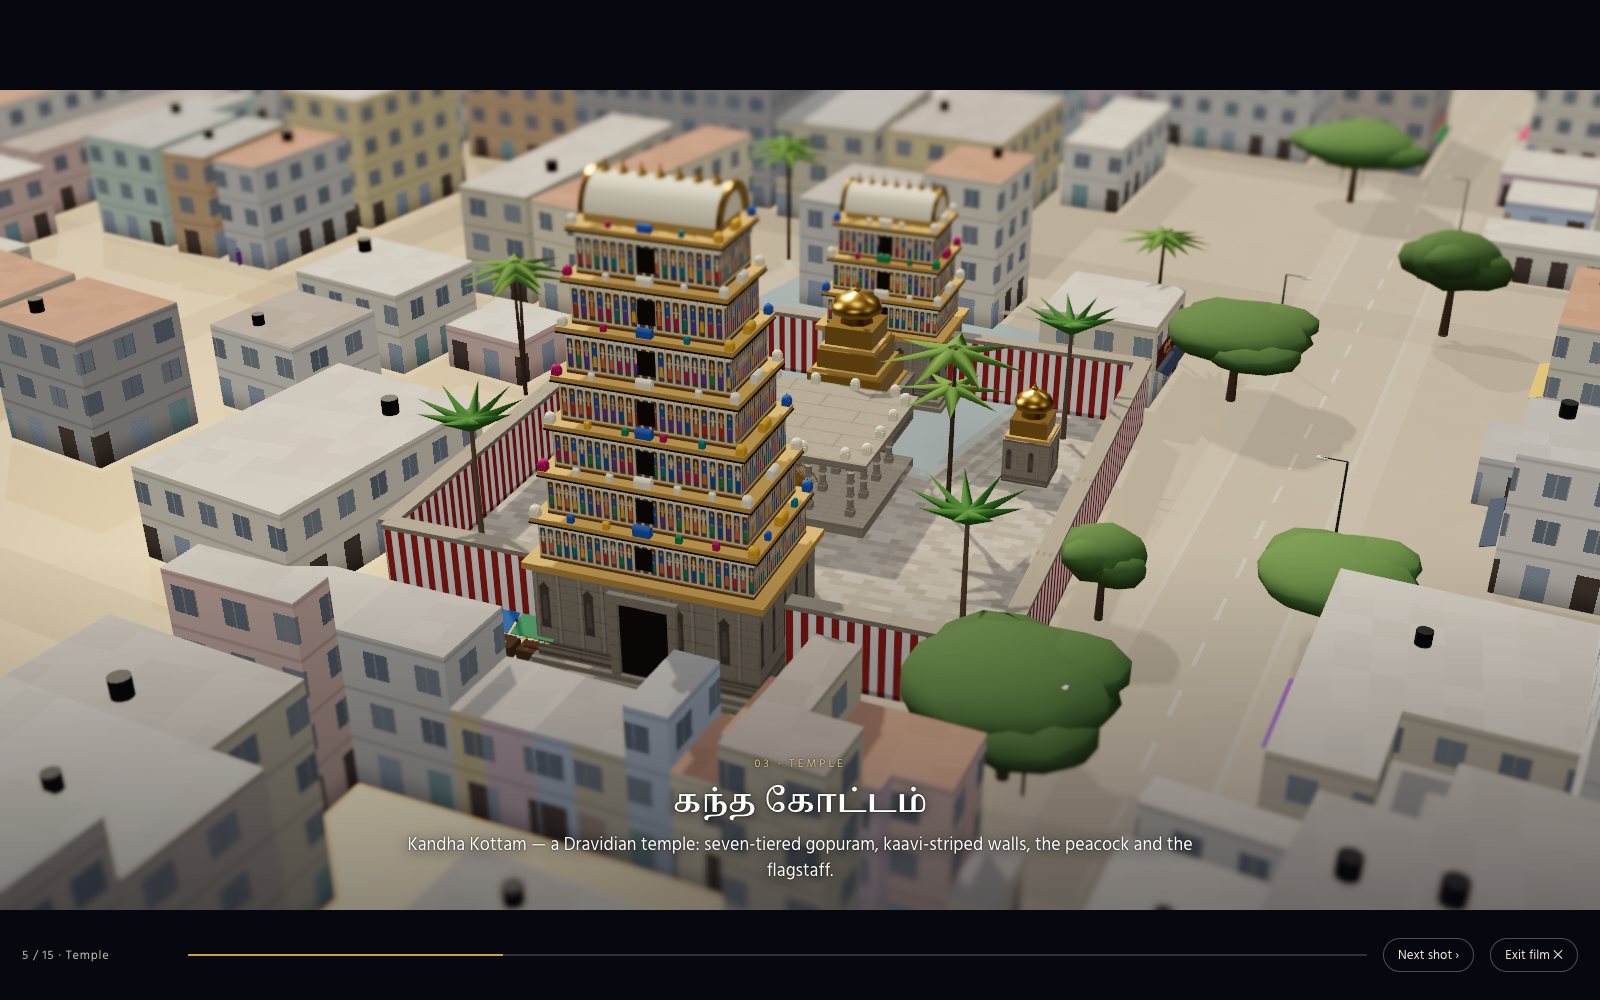 03 · TEMPLE
கந்த கோட்டம்
Kandha Kottam — a Dravidian temple: seven-tiered gopuram, kaavi-striped walls, the peacock and the
flagstaff.
5 / 15 · Temple
Next shot ›
Exit film ✕